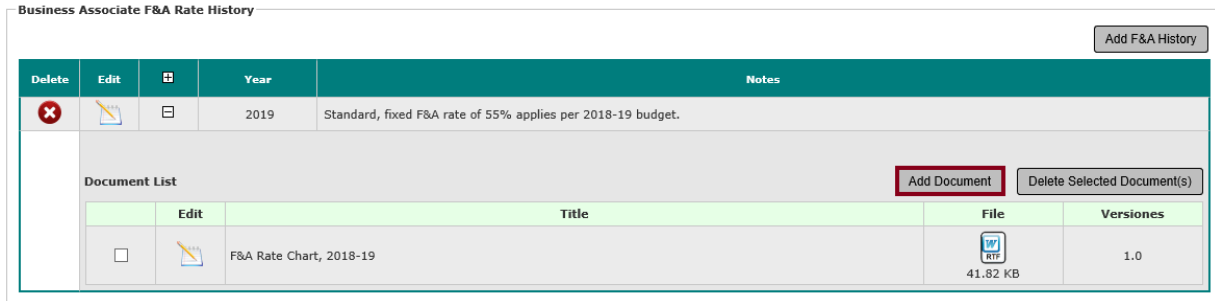 Business Associate F&A Rate History
Add F&A History
Delete Edit Year Notes
2019 Standard, fixed F&A rate of 55% applies per 2018-19 budget.
Document List Add Document Delete Selected Document(s)
Edit Title File Versiones
F&A Rate Chart, 2018-19 W RTF 1.0
41.82 KB